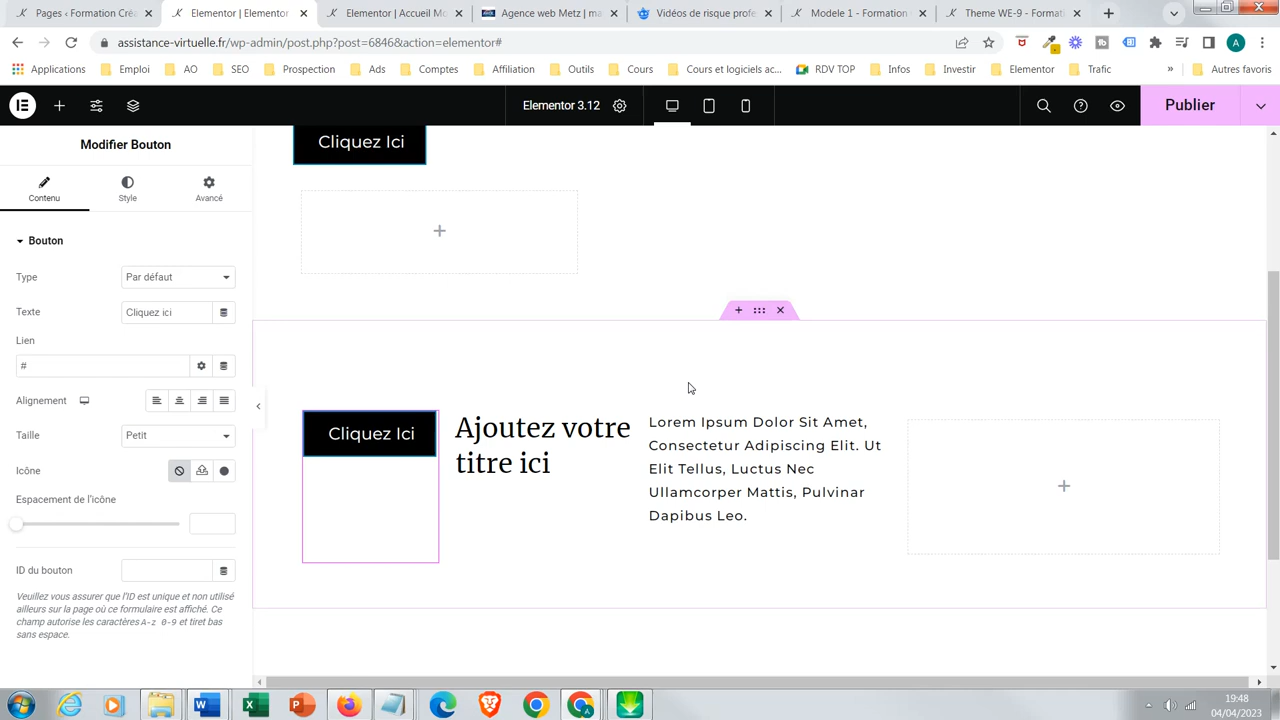 Pages ‹ Formation Créa
Elementor | Elementor
Elementor | Accueil Mo
Agence web Metz | ma
Vidéos de risque profe
Modele 1 - Formation
Theme WE-9 - Formati
assistance-virtuelle.fr/wp-admin/post.php?post=6846&action=elementor#
A
Applications
Emploi
AO
SEO
Prospection
Ads
Comptes
Affiliation
Outils
Cours
Cours et logiciels ac...
RDV TOP
Infos
Investir
Elementor
Trafic
»
Autres favoris
Elementor 3.12
Publier
Modifier Bouton
Contenu
Style
Avancé
Bouton
Type
Par défaut
Texte
Cliquez ici
Lien
#
Alignement
Taille
Petit
Icône
Espacement de l'icône
ID du bouton
Veuillez vous assurer que l'ID est unique et non utilisé
ailleurs sur la page où ce formulaire est affiché. Ce
champ autorise les caractères A-z 0-9 et tiret bas
sans espace.
Cliquez Ici
Cliquez Ici
Ajoutez votre
titre ici
Lorem Ipsum Dolor Sit Amet,
Consectetur Adipiscing Elit. Ut
Elit Tellus, Luctus Nec
Ullamcorper Mattis, Pulvinar
Dapibus Leo.
19:48
04/04/2023